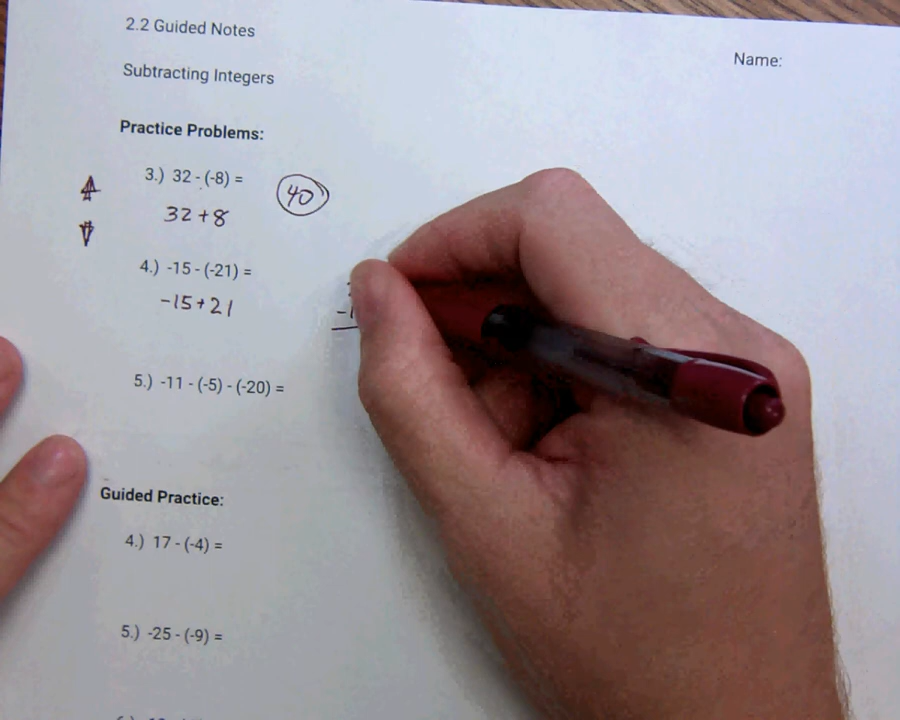 2.2 Guided Notes
Name:
Subtracting Integers
Practice Problems:
3.) 32 - (-8) =
40
32 + 8
4.) -15 - (-21) =
-15 + 21
5.) -11 - (-5) - (-20) =
Guided Practice:
4.) 17 - (-4) =
5.) -25 - (-9) =